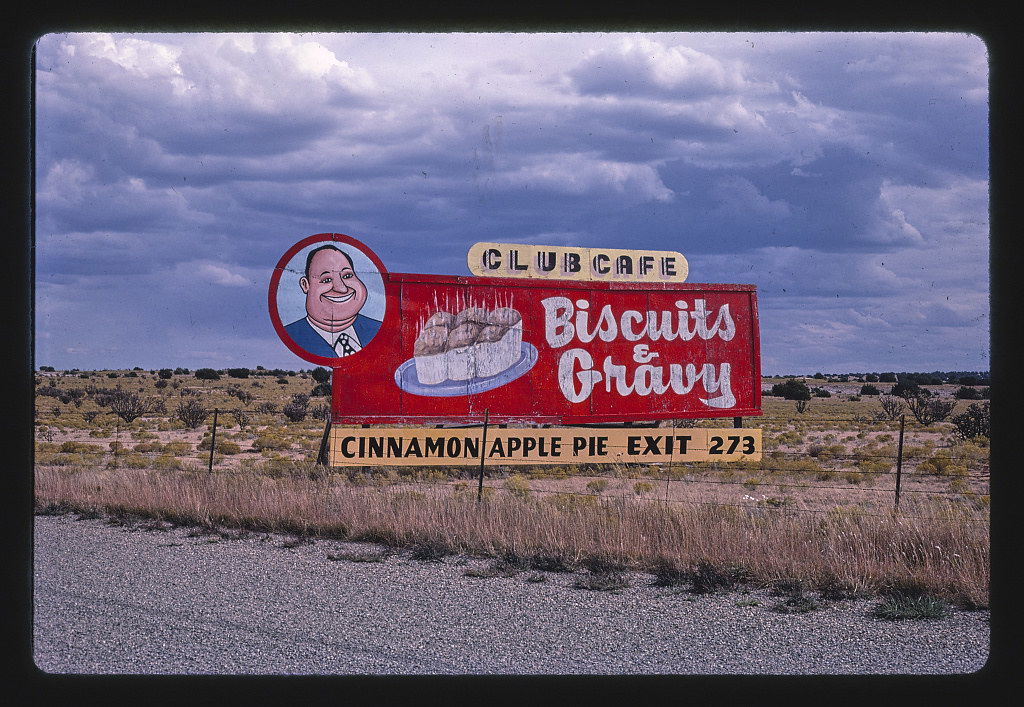 CLUB CAFE
Biscuits
&
Gravy
CINNAMON APPLE PIE EXIT 273